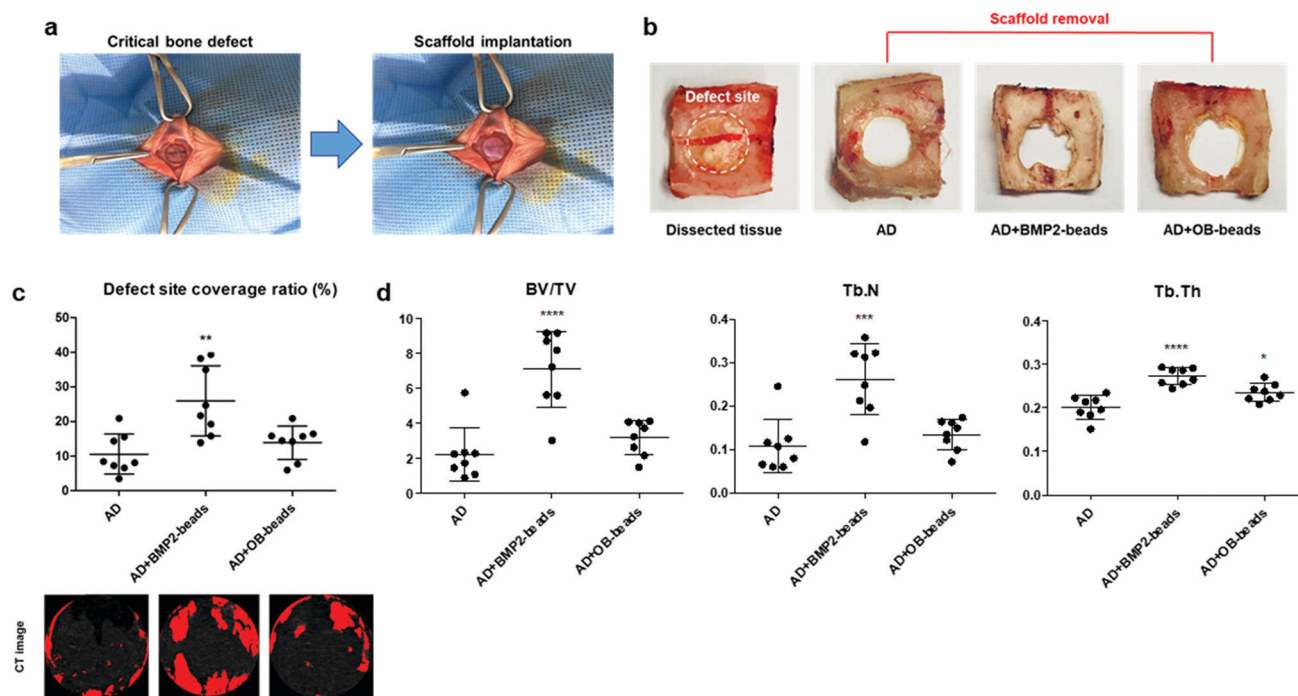 a
Critical bone defect
Scaffold implantation
b
Scaffold removal
Defect site
Dissected tissue
AD
AD+BMP2-beads
AD+OB-beads
c
Defect site coverage ratio (%)
50
40
30
20
10
0
**
AD
AD+BMP2-beads
AD+OB-beads
CT image
d
BV/TV
10
8
6
4
2
0
****
AD
AD+BMP2-beads
AD+OB-beads
Tb.N
0.4
0.3
0.2
0.1
0.0
***
AD
AD+BMP2-beads
AD+OB-beads
Tb.Th
0.4
0.3
0.2
0.1
0.0
****
*
AD
AD+BMP2-beads
AD+OB-beads